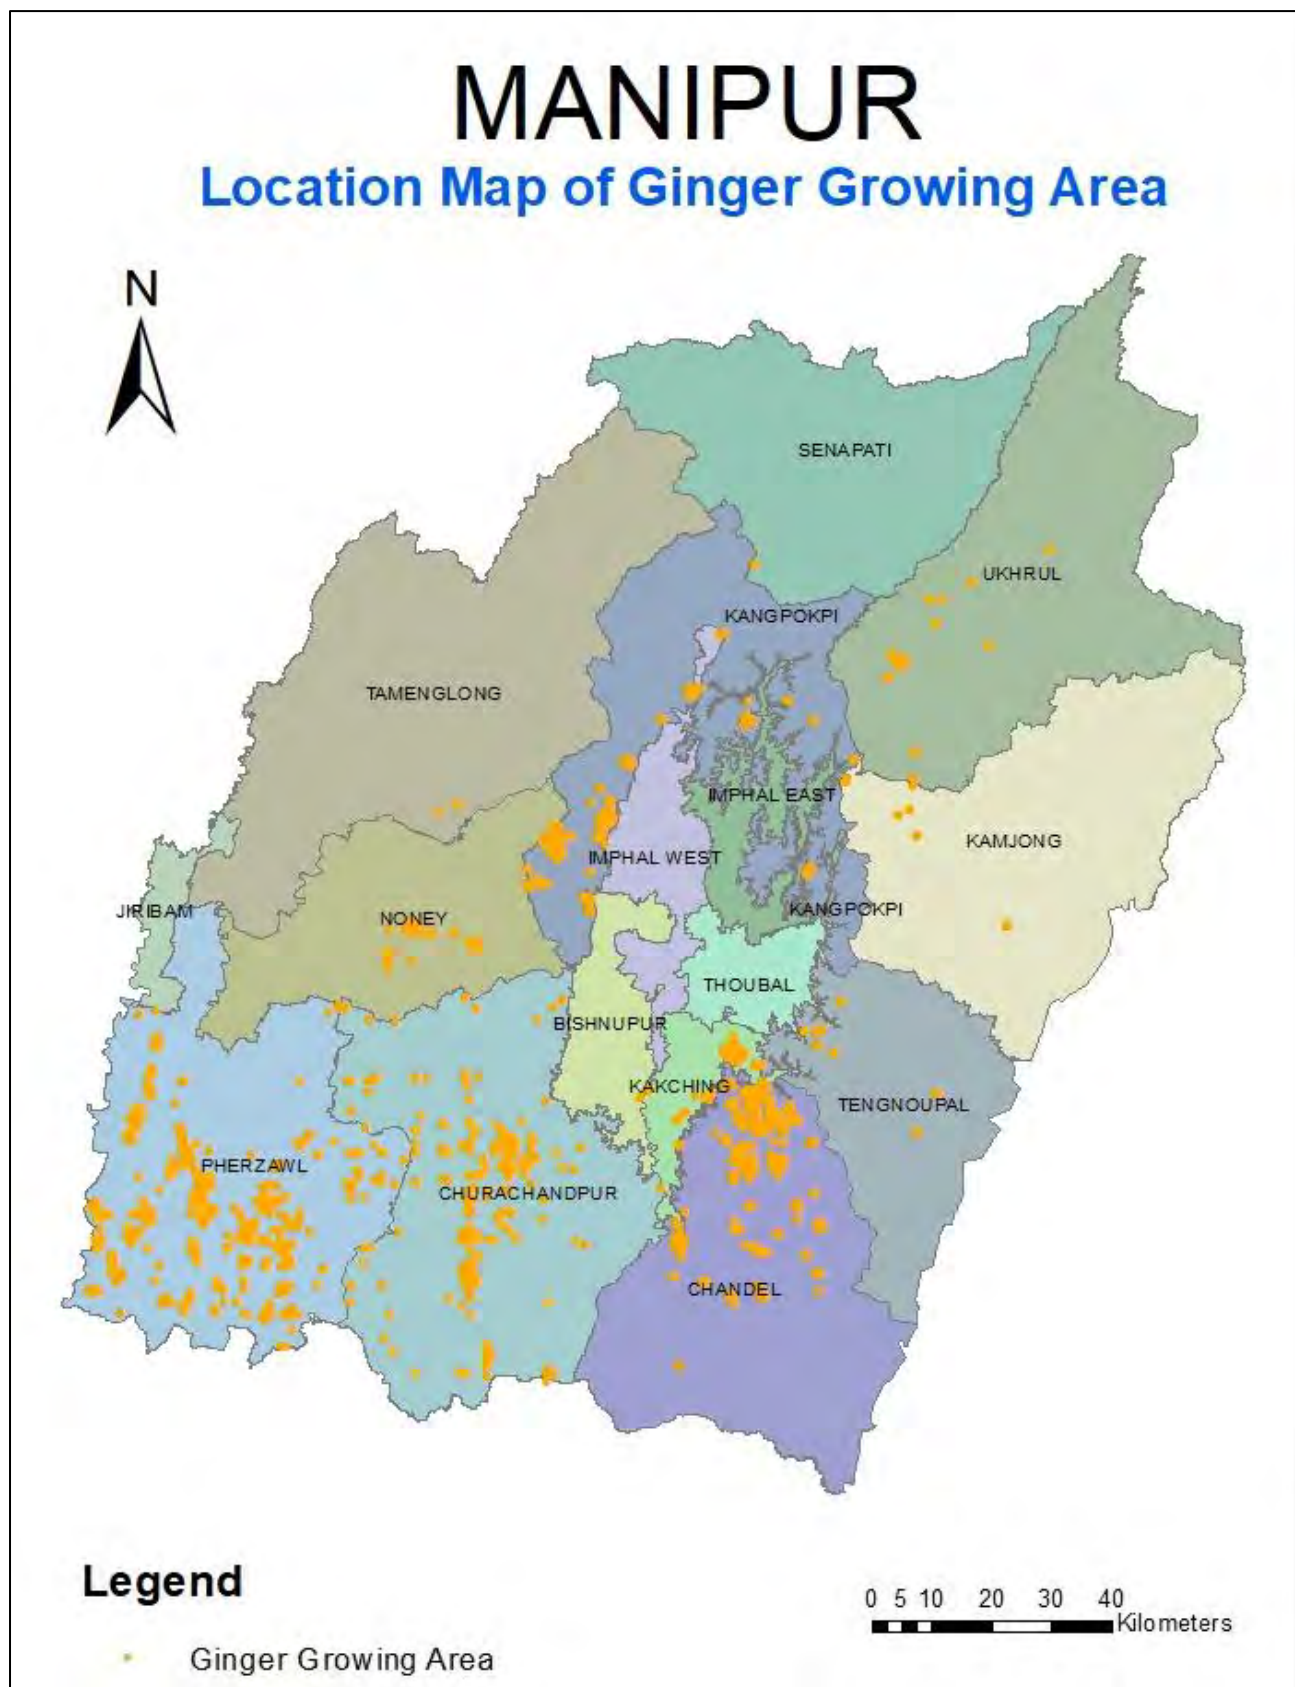 MANIPUR
Location Map of Ginger Growing Area
N
SENAPATI
UKHRUL
KANGPOKPI
TAMENGLONG
IMPHAL EAST
KAMJONG
IMPHAL WEST
JIRIBAM
NONEY
KANGPOKPI
THOUBAL
BISHNUPUR
KAKCHING
TENGNOUPAL
PHERZAWL
CHURACHANDPUR
CHANDEL
Legend
0 5 10 20 30 40
Kilometers
Ginger Growing Area